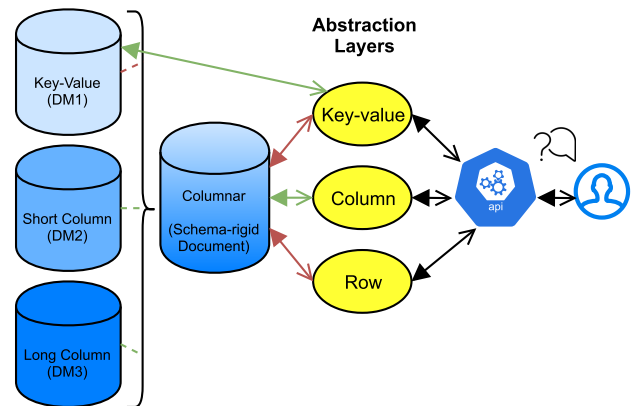 Abstraction
Layers
Key-Value
(DM1)
Key-value
Columnar
(Schema-rigid
Document)
Column
api
?
Short Column
(DM2)
Row
Long Column
(DM3)